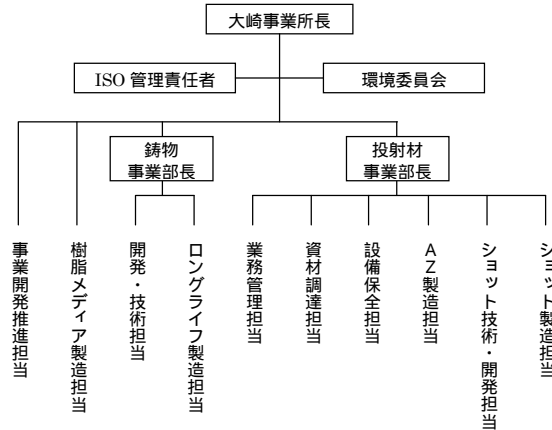 大崎事業所長
ISO 管理責任者
環境委員会
鋳物
事業部長
投射材
事業部長
事業開発推進担当
樹脂メディア製造担当
開発・技術担当
ロングライフ製造担当
業務管理担当
資材調達担当
設備保全担当
AZ製造担当
ショット技術・開発担当
ショット製造担当